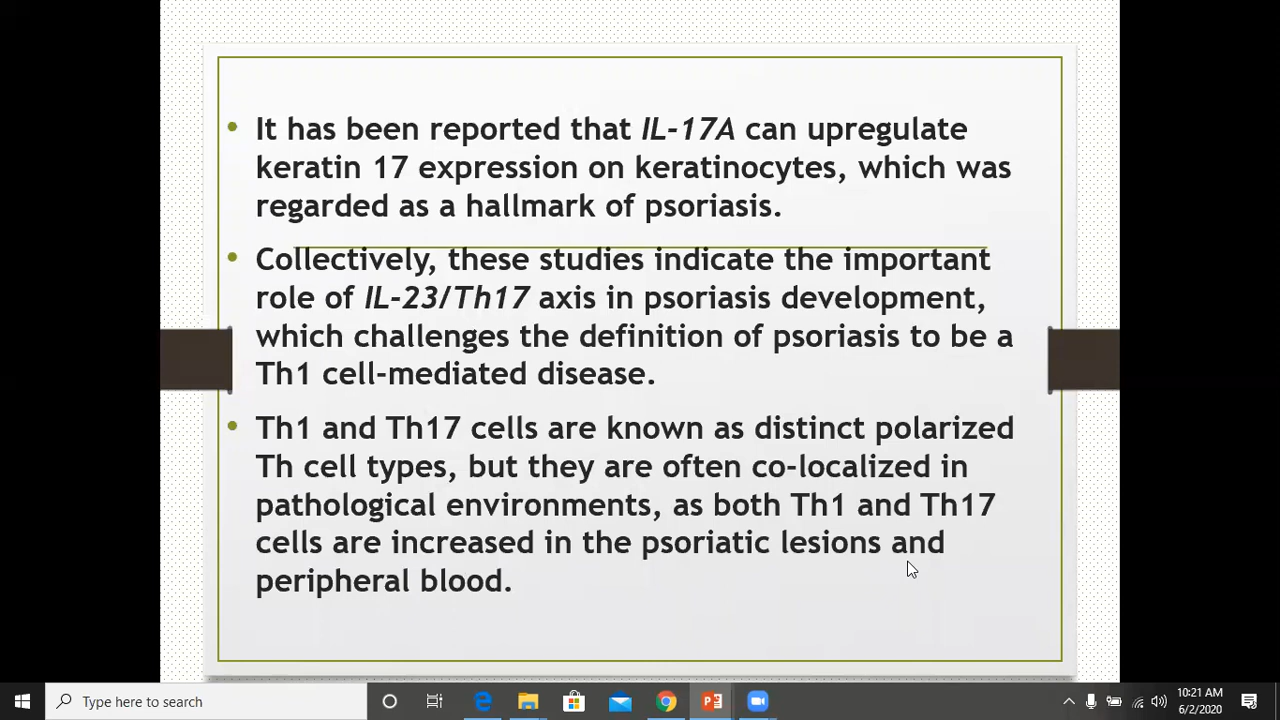 • It has been reported that IL-17A can upregulate
keratin 17 expression on keratinocytes, which was
regarded as a hallmark of psoriasis.
• Collectively, these studies indicate the important
role of IL-23/Th17 axis in psoriasis development,
which challenges the definition of psoriasis to be a
Th1 cell-mediated disease.
• Th1 and Th17 cells are known as distinct polarized
Th cell types, but they are often co-localized in
pathological environments, as both Th1 and Th17
cells are increased in the psoriatic lesions and
peripheral blood.
Type here to search
10:21 AM
6/2/2020